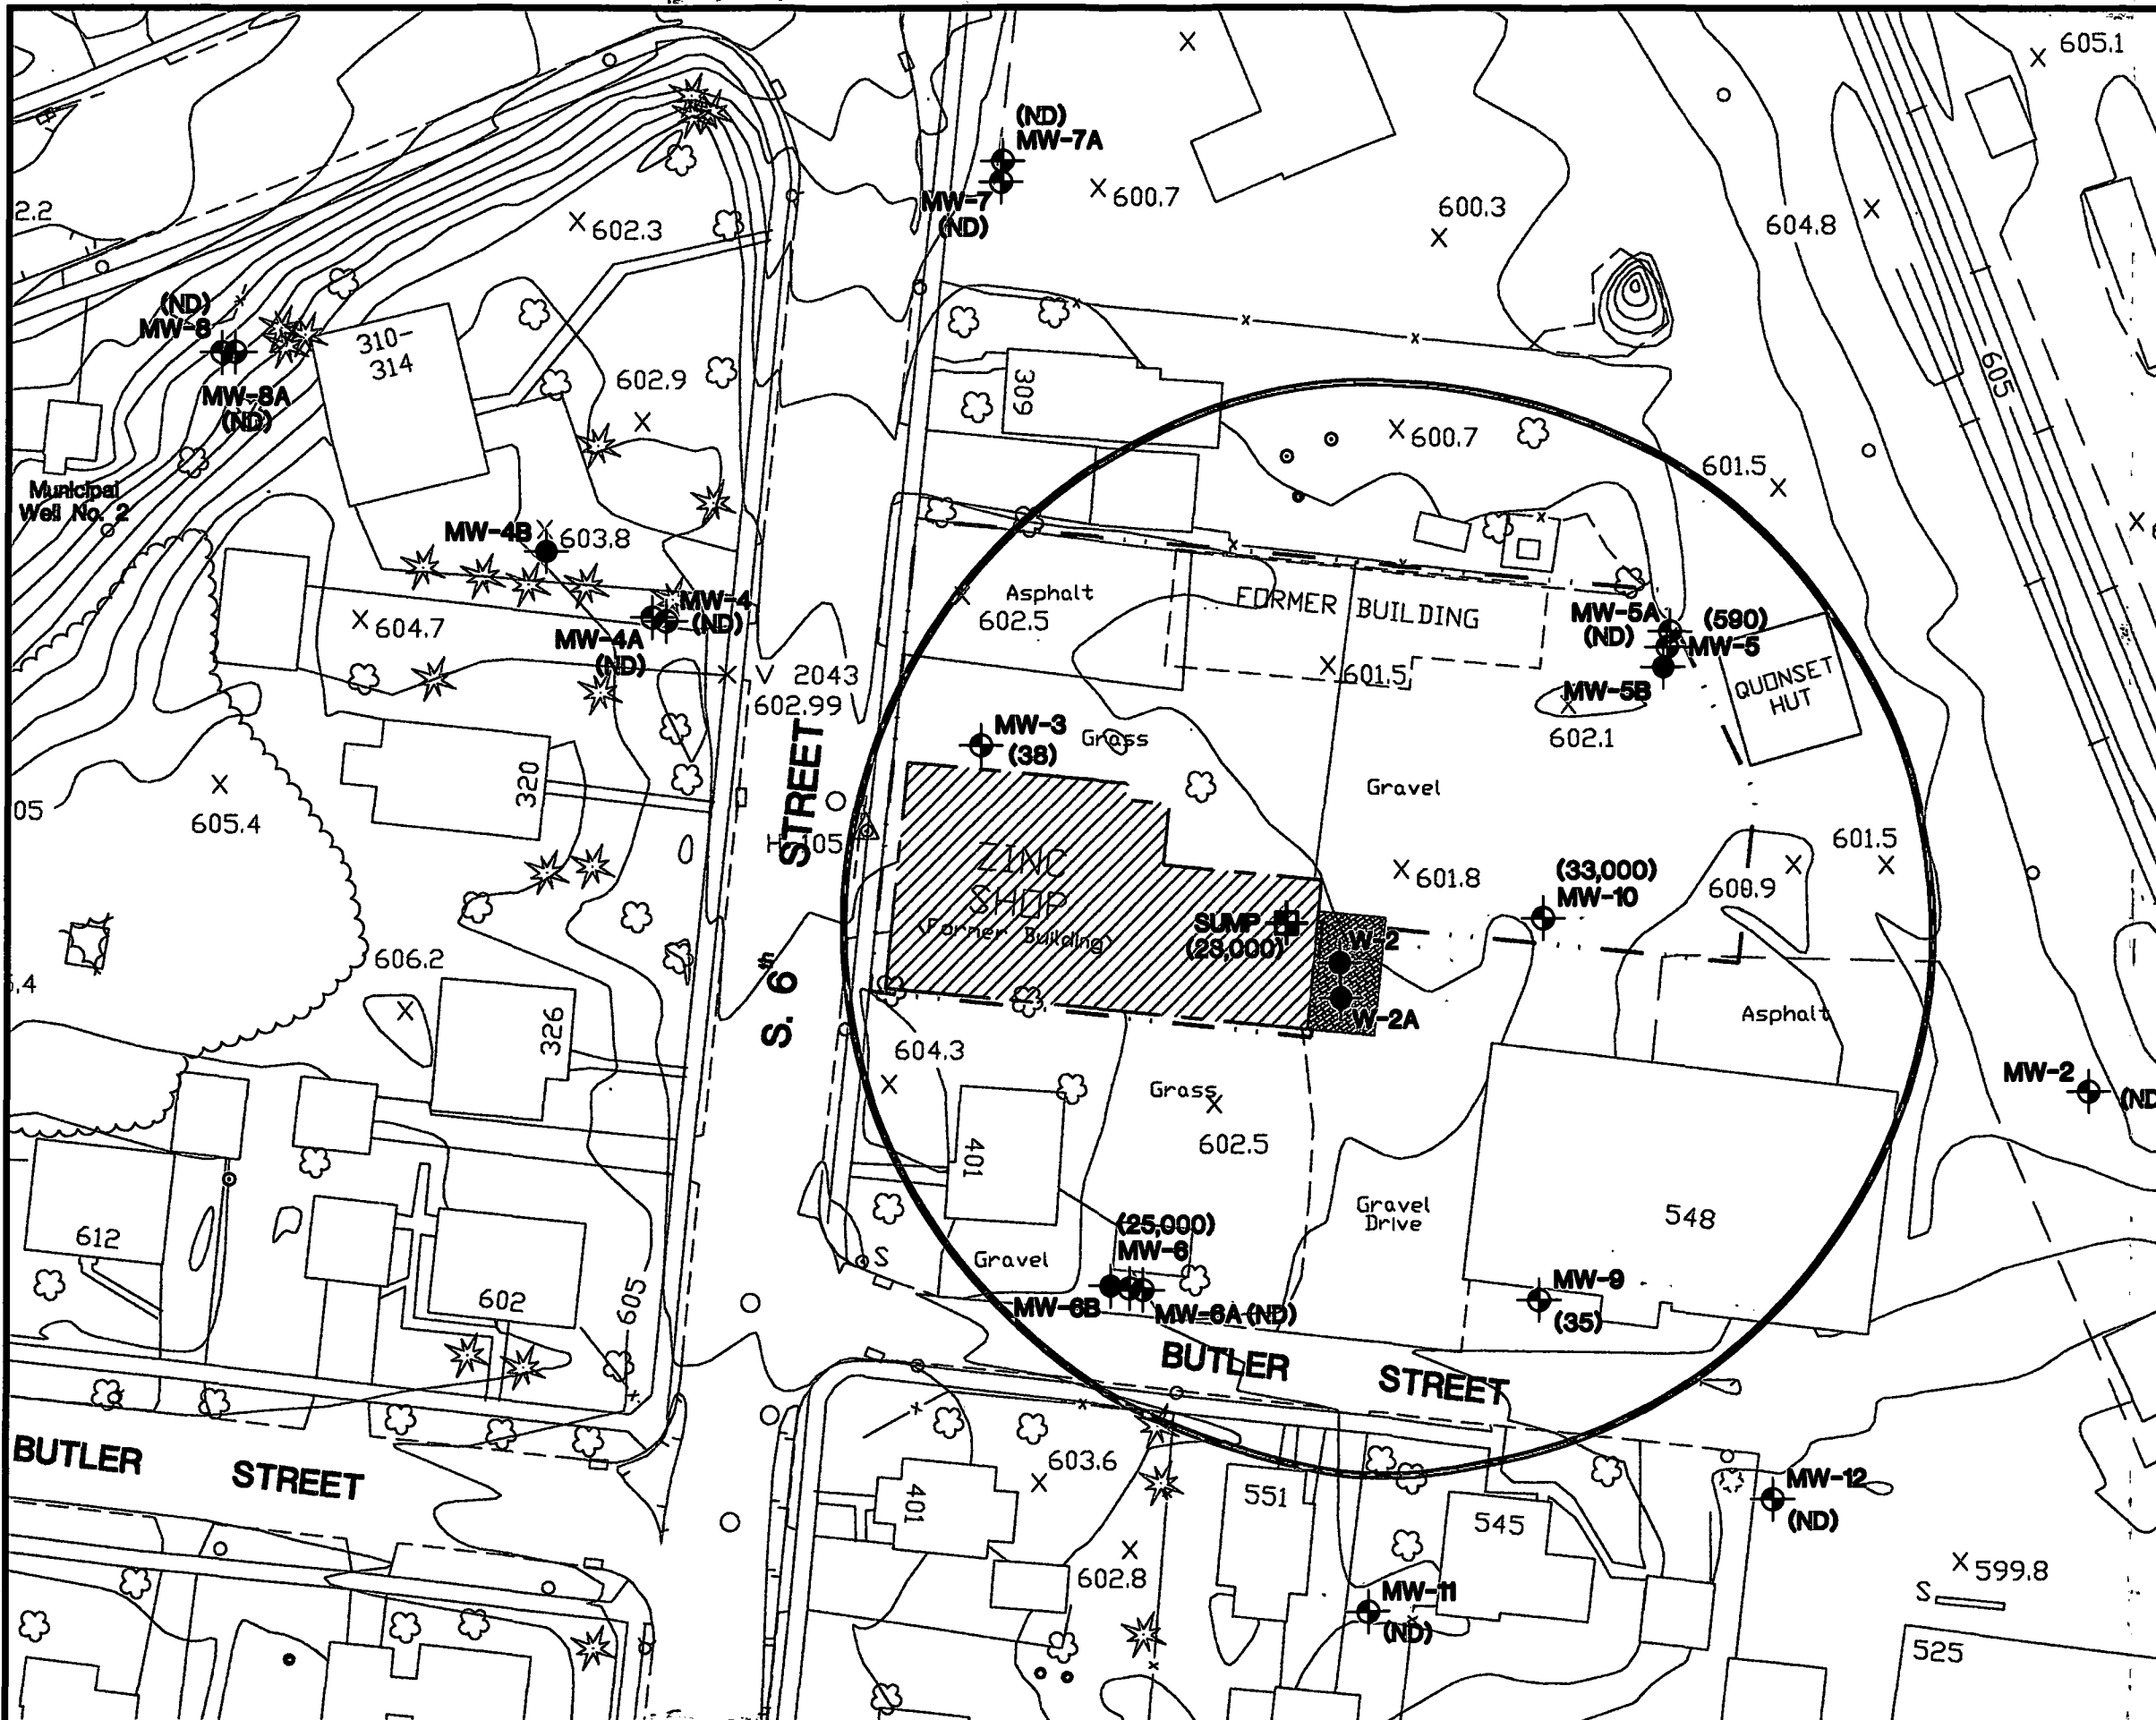 605.1
(ND)
MW-7A
MW-7
(ND)
600.7
600.3
604.8
2.2
602.3
(ND)
MW-8
MW-8A
(ND)
310-
314
602.9
309
600.7
601.5
605
Municipal
Well No. 2
MW-4B
603.8
MW-4
(ND)
MW-4A
(ND)
604.7
V 2043
602.99
Asphalt
602.5
FORMER BUILDING
601.5
MW-5A
(ND)
(590)
MW-5
MW-5B
602.1
QUONSET
HUT
MW-3
(38)
Grass
Gravel
320
05
605.4
S. 6th STREET
ZINC
SHOP
(Former Building)
SUMP
(28,000)
W-2
W-2A
601.8
(33,000)
MW-10
600.9
601.5
606.2
.4
326
604.3
Grass
602.5
Asphalt
MW-2
(ND
401
Gravel
Drive
548
612
602
605
S
Gravel
(25,000)
MW-6
MW-6B
MW-6A (ND)
MW-9
(35)
BUTLER STREET
BUTLER STREET
603.6
401
551
545
MW-12
(ND)
602.8
MW-11
(ND)
599.8
S
525